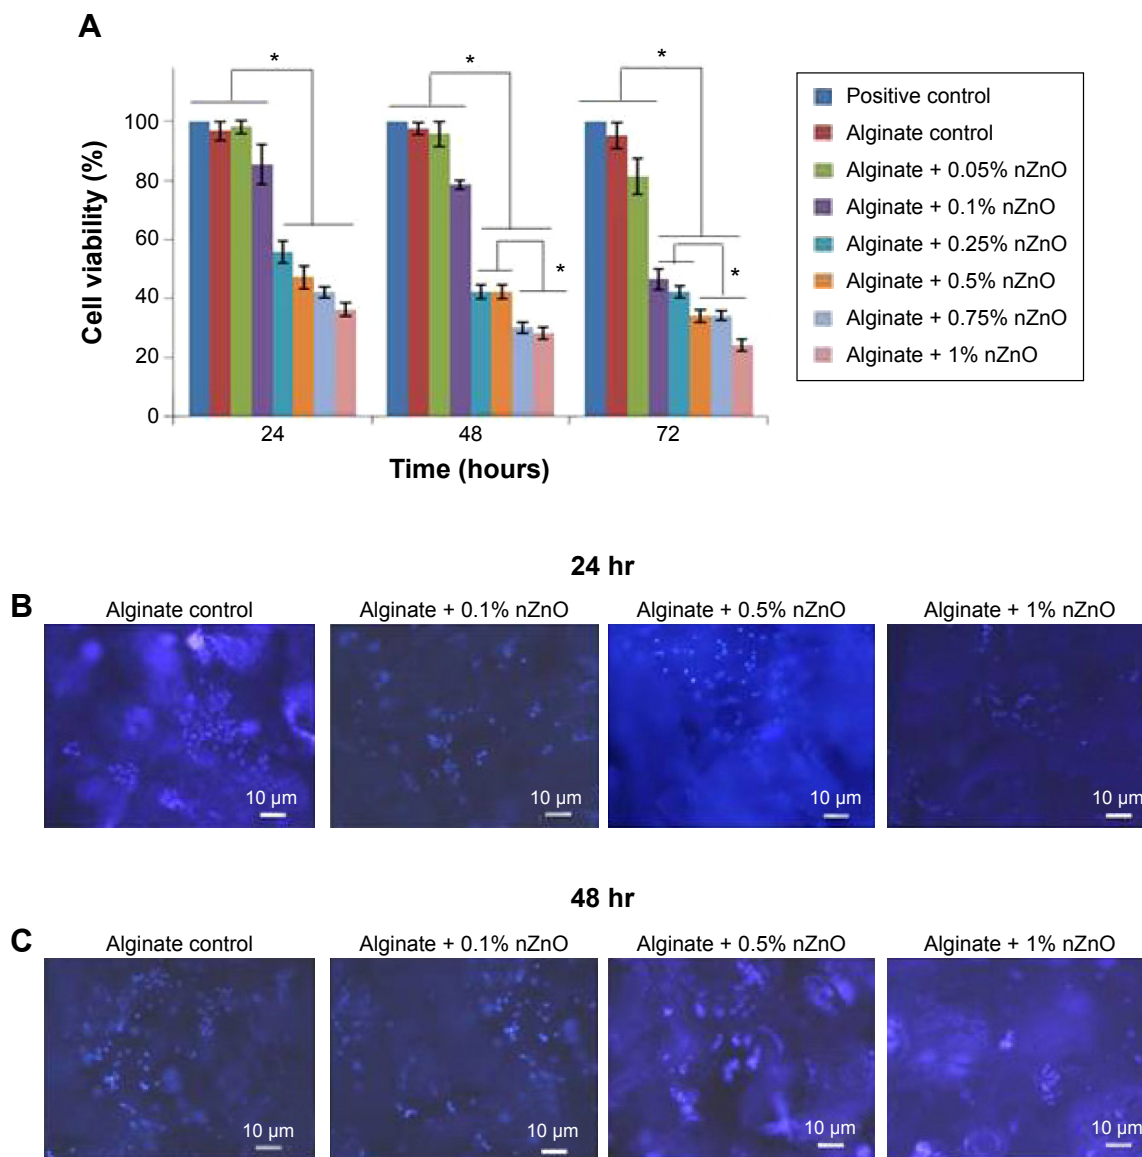 A
*
*
*
*
*
100
80
60
40
20
0
Cell viability (%)
24
48
72
Time (hours)
Positive control
Alginate control
Alginate + 0.05% nZnO
Alginate + 0.1% nZnO
Alginate + 0.25% nZnO
Alginate + 0.5% nZnO
Alginate + 0.75% nZnO
Alginate + 1% nZnO
24 hr
B
Alginate control
Alginate + 0.1% nZnO
Alginate + 0.5% nZnO
Alginate + 1% nZnO
10 µm
10 µm
10 µm
10 µm
48 hr
C
Alginate control
Alginate + 0.1% nZnO
Alginate + 0.5% nZnO
Alginate + 1% nZnO
10 µm
10 µm
10 µm
10 µm